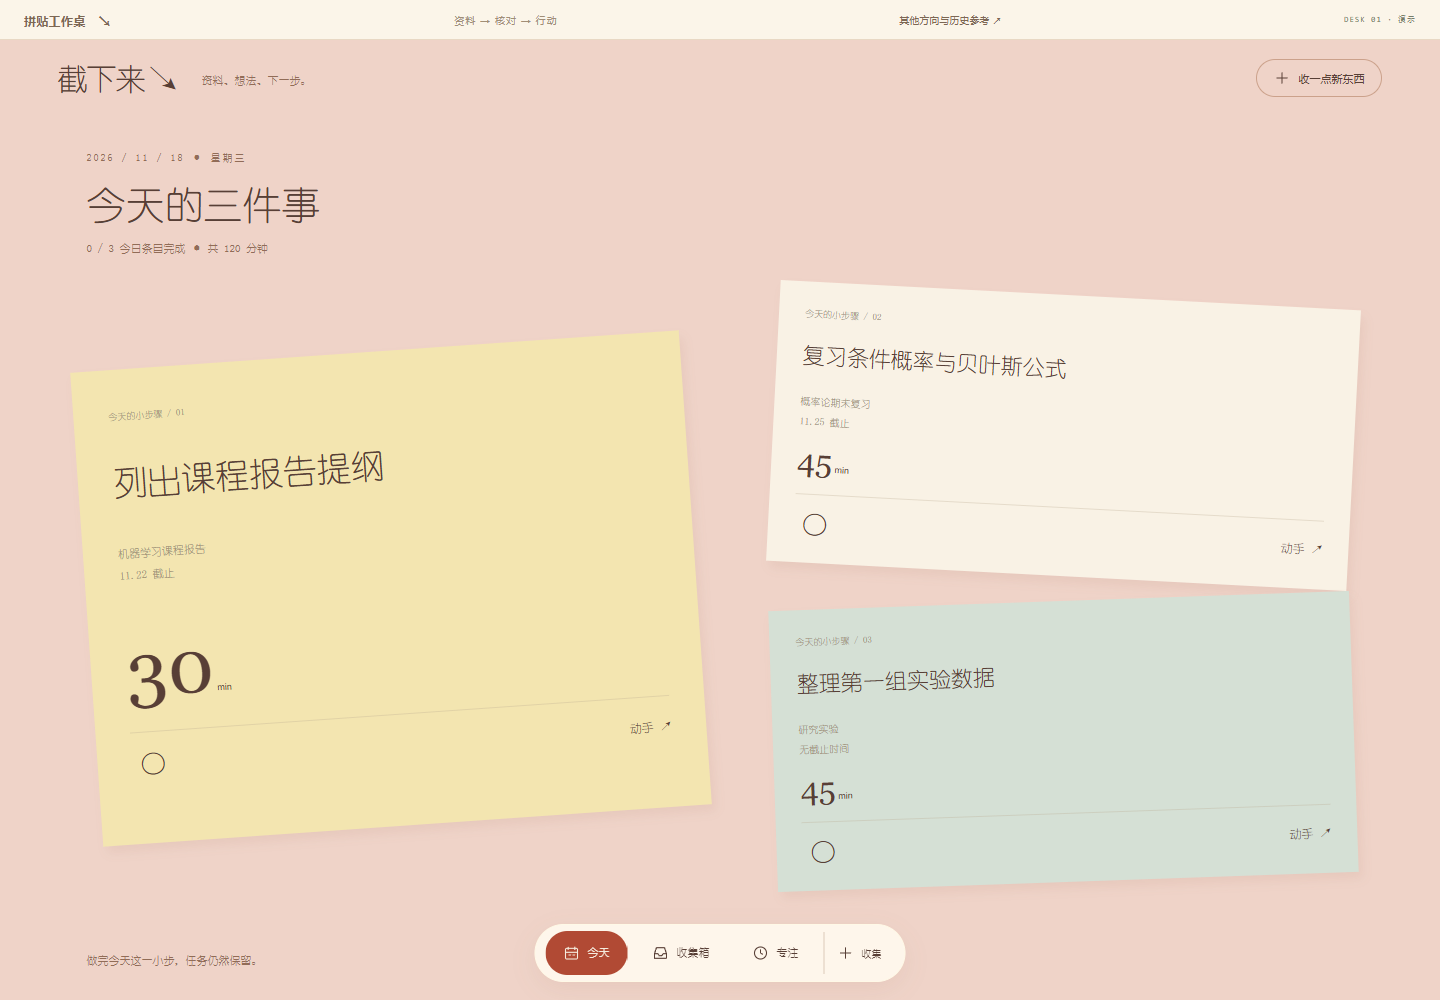 拼贴工作桌 ↘
资料 → 核对 → 行动
其他方向与历史参考 ↗
DESK 01 · 演示
截下来↘
资料、想法、下一步。
+ 收一点新东西
2026 / 11 / 18 ● 星期三
今天的三件事
0 / 3 今日条目完成 ● 共 120 分钟
今天的小步骤 / 01
列出课程报告提纲
机器学习课程报告
11.22 截止
30 min
动手 ↗
今天的小步骤 / 02
复习条件概率与贝叶斯公式
概率论期末复习
11.25 截止
45 min
动手 ↗
今天的小步骤 / 03
整理第一组实验数据
研究实验
无截止时间
45 min
动手 ↗
做完今天这一小步，任务仍然保留。
今天
收集箱
专注
+ 收集